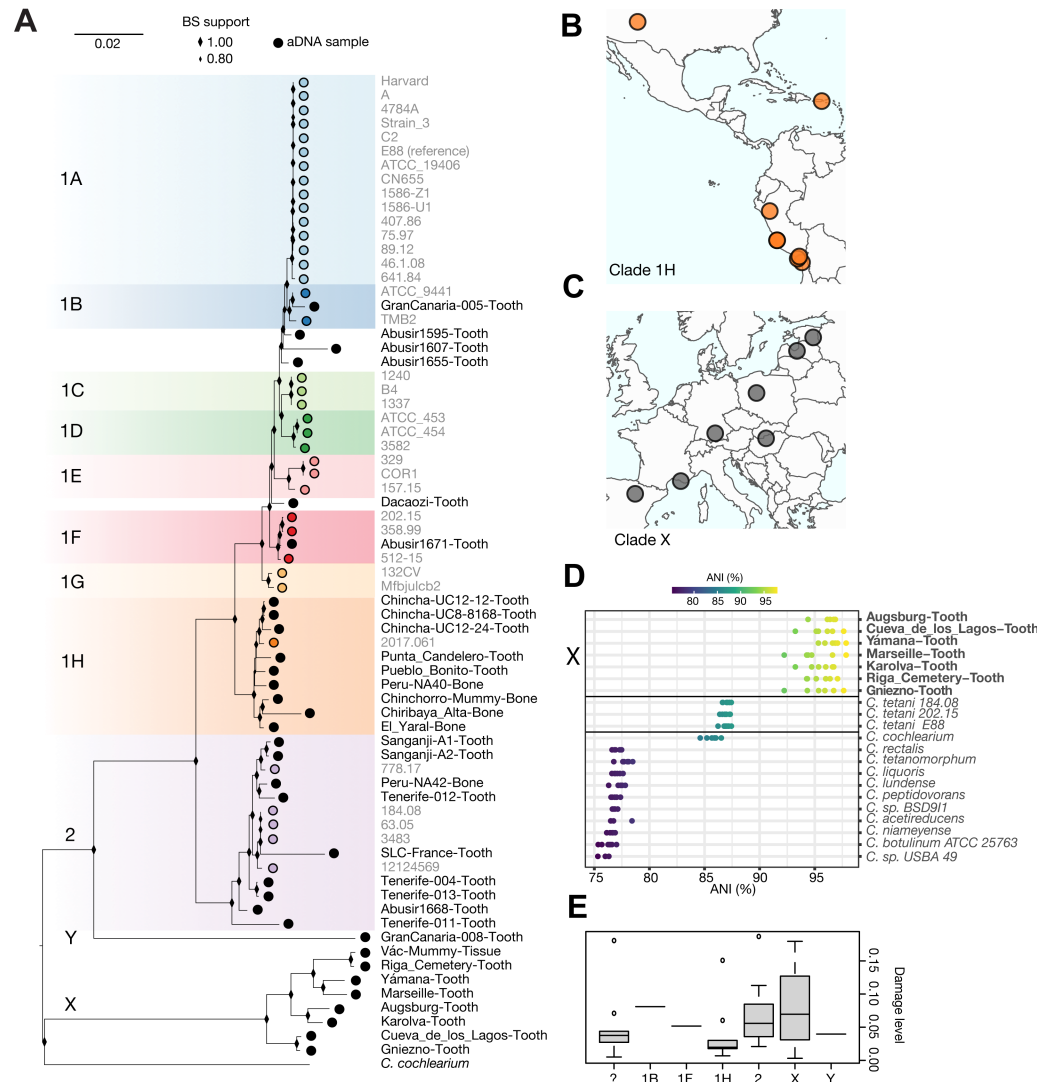 A
BS support
0.02
1.00
0.80
aDNA sample
1A
1B
1C
1D
1E
1F
1G
1H
2
Y
X
Harvard
A
4784A
Strain_3
C2
E88 (reference)
ATCC_19406
CN655
1586-Z1
1586-U1
407.86
75.97
89.12
46.1.08
641.84
ATCC_9441
GranCanaria-005-Tooth
TMB2
Abusir1595-Tooth
Abusir1607-Tooth
Abusir1655-Tooth
1240
B4
1337
ATCC_453
ATCC_454
3582
329
COR1
157.15
Dacaozi-Tooth
202.15
358.99
Abusir1671-Tooth
512-15
132CV
Mfbjulcb2
Chincha-UC12-12-Tooth
Chincha-UC8-8168-Tooth
Chincha-UC12-24-Tooth
2017.061
Punta_Candelero-Tooth
Pueblo_Bonito-Tooth
Peru-NA40-Bone
Chinchorro-Mummy-Bone
Chiribaya_Alta-Bone
El_Yaral-Bone
Sanganji-A1-Tooth
Sanganji-A2-Tooth
778.17
Peru-NA42-Bone
Tenerife-012-Tooth
184.08
63.05
3483
SLC-France-Tooth
12124569
Tenerife-004-Tooth
Tenerife-013-Tooth
Abusir1668-Tooth
Tenerife-011-Tooth
GranCanaria-008-Tooth
Vác-Mummy-Tissue
Riga_Cemetery-Tooth
Yámana-Tooth
Marseille-Tooth
Augsburg-Tooth
Karolva-Tooth
Cueva_de_los_Lagos-Tooth
Gniezno-Tooth
C. cochlearium
B
Clade 1H
C
Clade X
D
ANI (%)
80 85 90 95
X
Augsburg-Tooth
Cueva_de_los_Lagos-Tooth
Yámana-Tooth
Marseille-Tooth
Karolva-Tooth
Riga_Cemetery-Tooth
Gniezno-Tooth
C. tetani 184.08
C. tetani 202.15
C. tetani E88
C. cochlearium
C. rectalis
C. tetanomorphum
C. liquoris
C. lundense
C. peptidovorans
C. sp. BSD9I1
C. acetireducens
C. niameyense
C. botulinum ATCC 25763
C. sp. USBA 49
75 80 85 90 95
ANI (%)
E
0.15
0.10
0.05
0.00
Damage level
? 1B 1F 1H 2 X Y